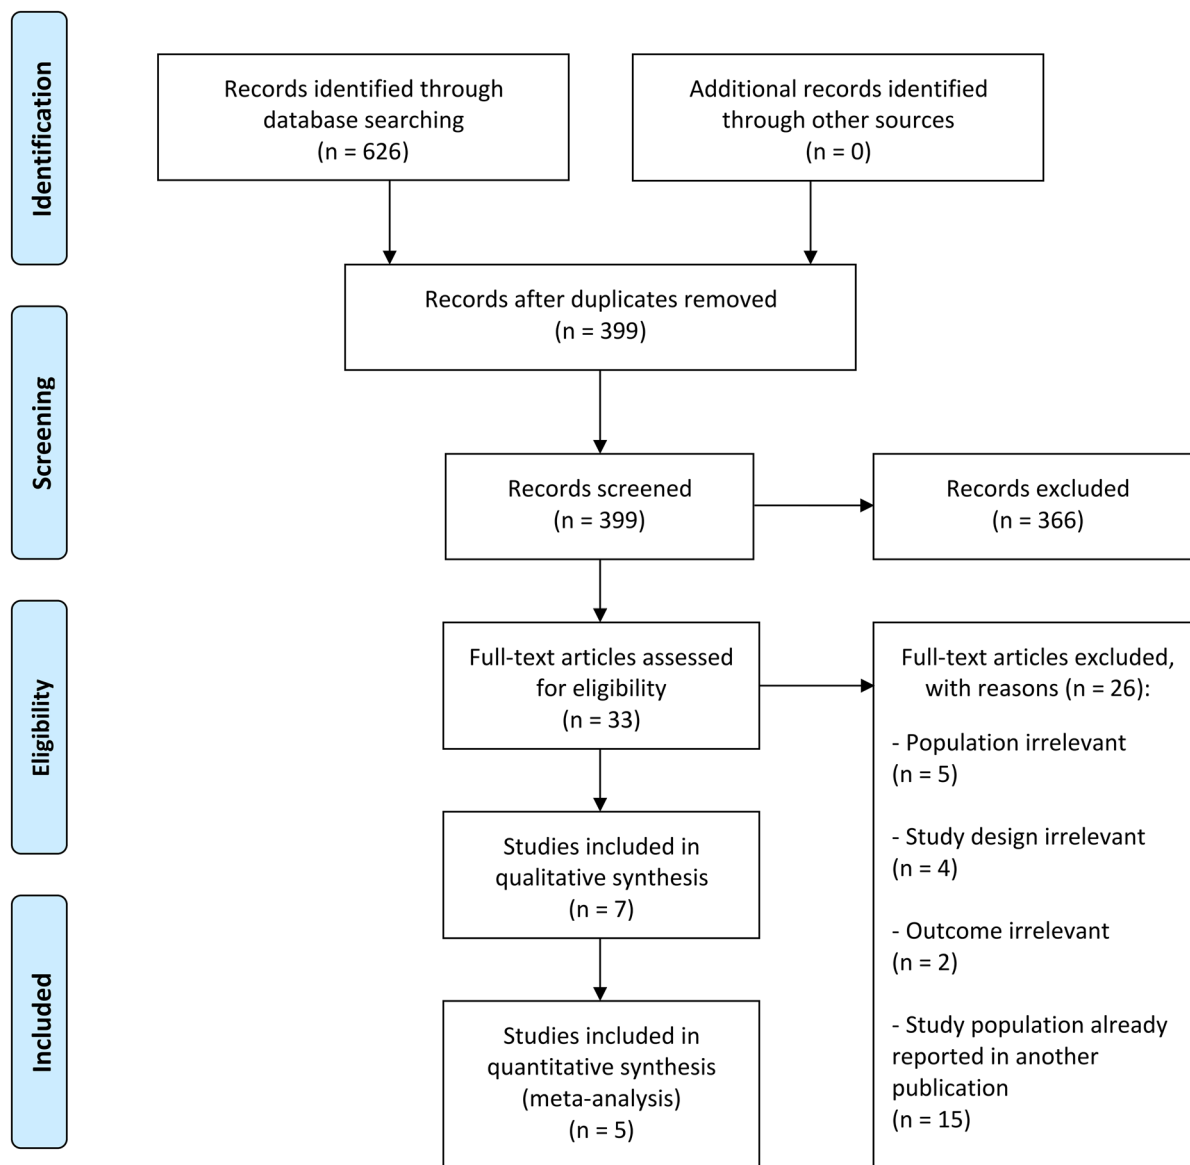 Identification
Records identified through
database searching
(n = 626)
Additional records identified
through other sources
(n = 0)
Records after duplicates removed
(n = 399)
Screening
Records screened
(n = 399)
Records excluded
(n = 366)
Eligibility
Full-text articles assessed
for eligibility
(n = 33)
Full-text articles excluded,
with reasons (n = 26):
- Population irrelevant
(n = 5)
- Study design irrelevant
(n = 4)
- Outcome irrelevant
(n = 2)
- Study population already
reported in another
publication
(n = 15)
Studies included in
qualitative synthesis
(n = 7)
Included
Studies included in
quantitative synthesis
(meta-analysis)
(n = 5)